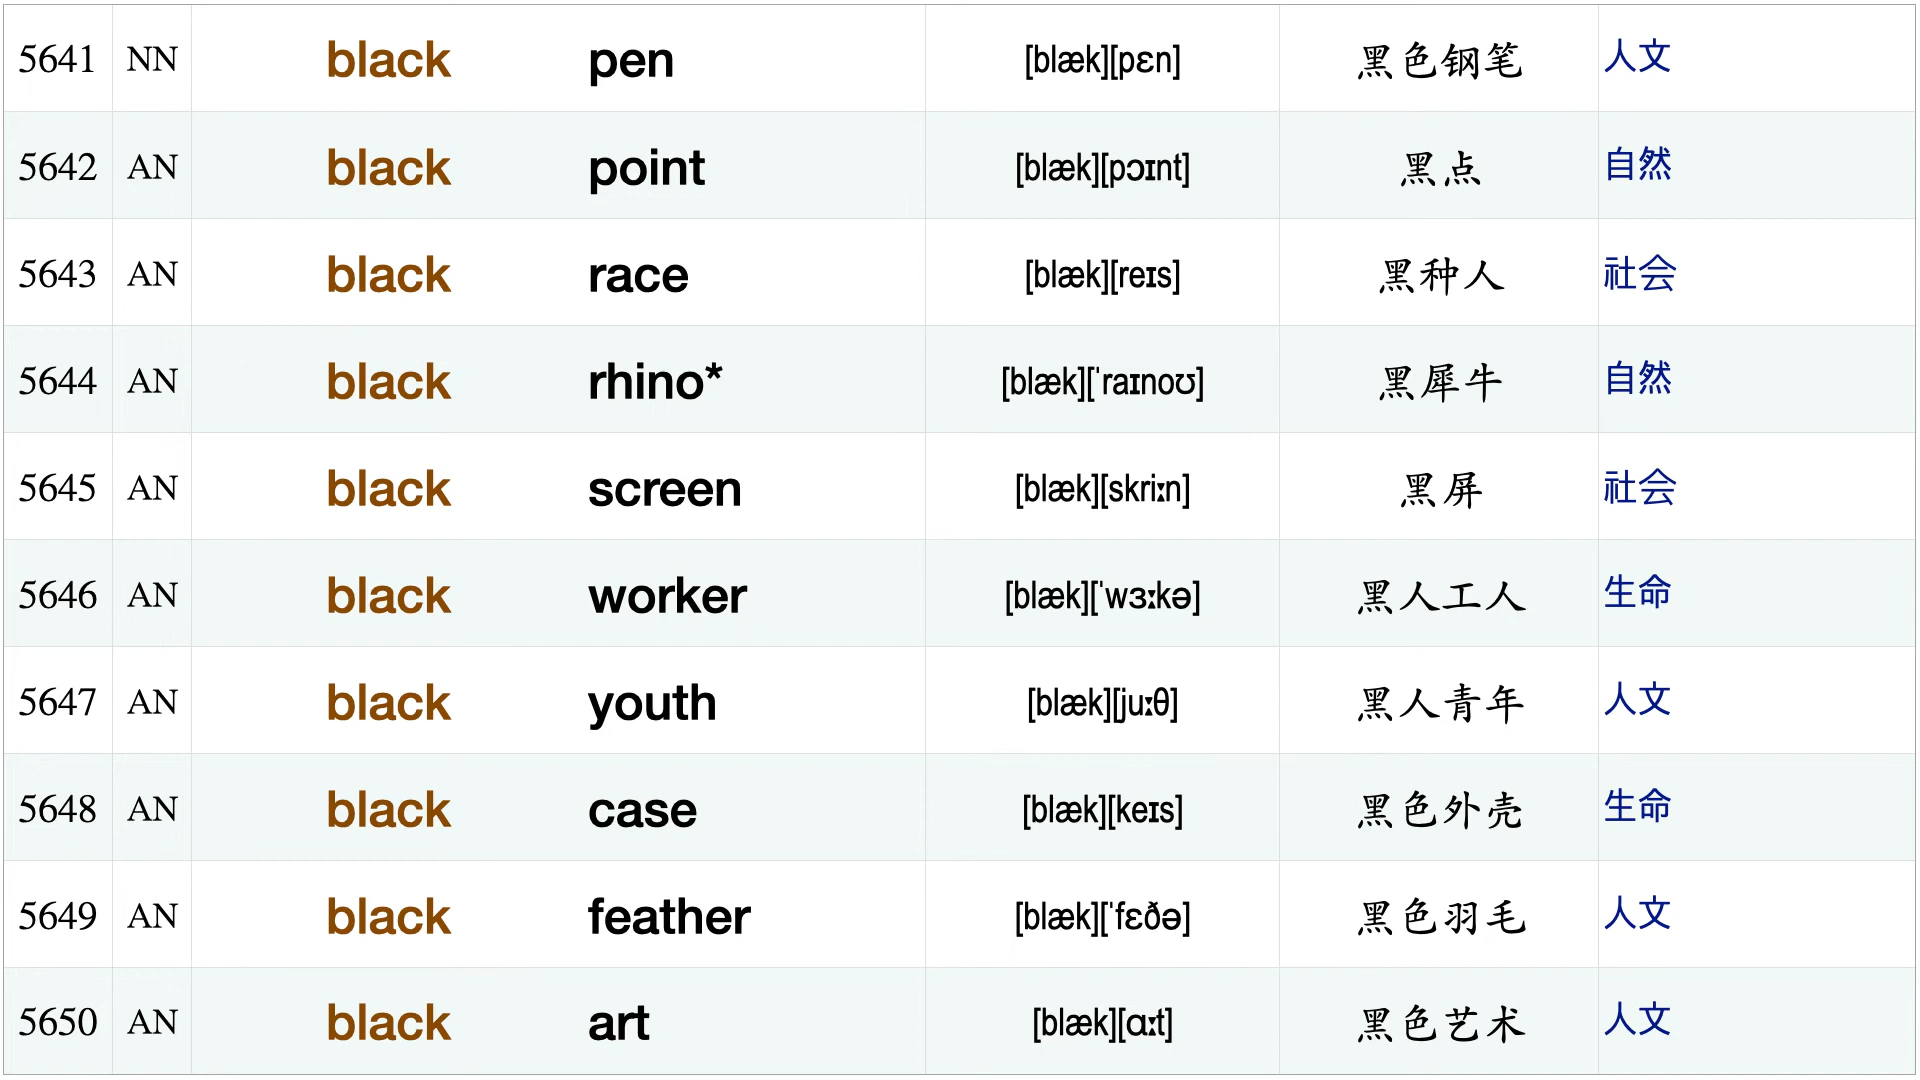 5641 NN black pen [blæk][pɛn] 黑色钢笔 人文
5642 AN black point [blæk][pɔɪnt] 黑点 自然
5643 AN black race [blæk][reɪs] 黑种人 社会
5644 AN black rhino* [blæk][ˈraɪnoʊ] 黑犀牛 自然
5645 AN black screen [blæk][skriːn] 黑屏 社会
5646 AN black worker [blæk][ˈwɜːkə] 黑人工人 生命
5647 AN black youth [blæk][juːθ] 黑人青年 人文
5648 AN black case [blæk][keɪs] 黑色外壳 生命
5649 AN black feather [blæk][ˈfɛðə] 黑色羽毛 人文
5650 AN black art [blæk][ɑːt] 黑色艺术 人文